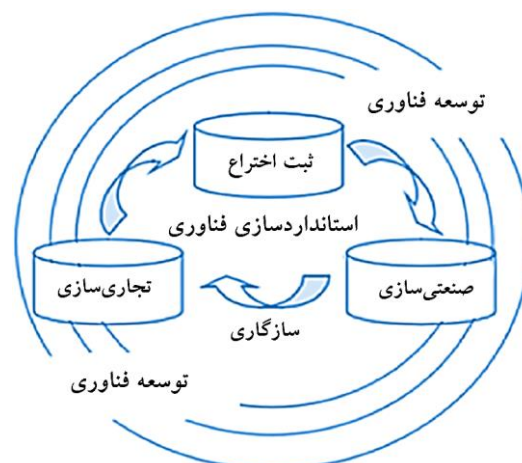 توسعه فناوری
ثبت اختراع
استانداردسازی فناوری
صنعتی‌سازی
تجاری‌سازی
سازگاری
توسعه فناوری